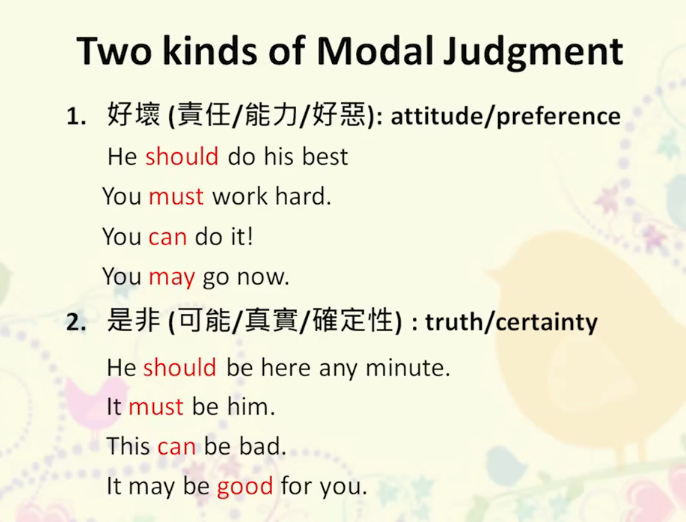 Two kinds of Modal Judgment
1. 好壞 (責任/能力/好惡): attitude/preference
He should do his best
You must work hard.
You can do it!
You may go now.
2. 是非 (可能/真實/確定性) : truth/certainty
He should be here any minute.
It must be him.
This can be bad.
It may be good for you.